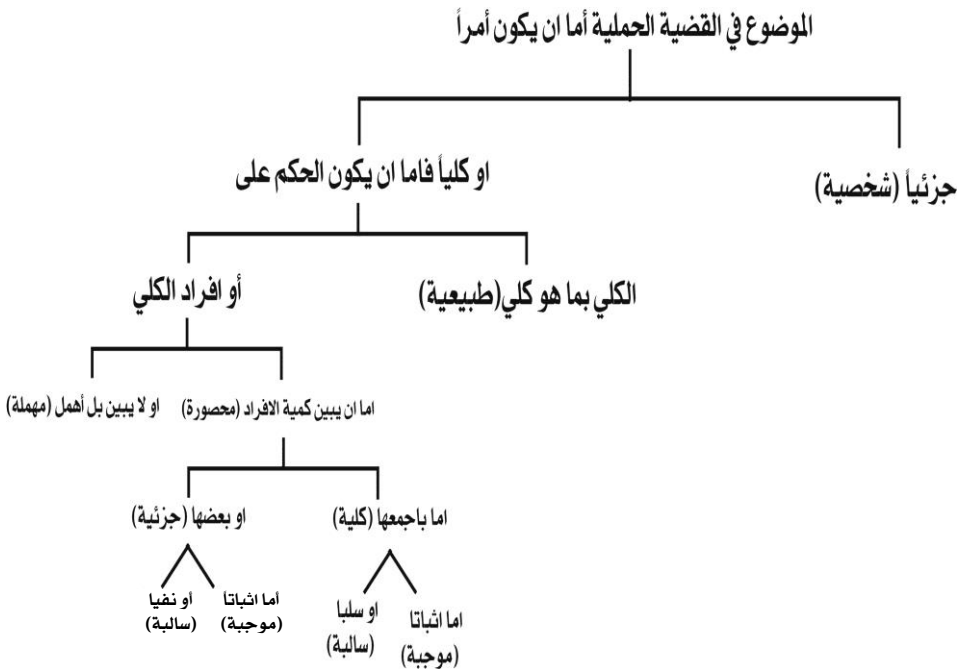 الموضوع في القضية الحملية أما ان يكون أمراً
جزئياً (شخصية)
او كلياً فاما ان يكون الحكم على
الكلي بما هو كلي(طبيعية)
أو افراد الكلي
اما ان يبين كمية الافراد (محصورة)
او لا يبين بل أهمل (مهملة)
اما باجمعها (كلية)
او بعضها (جزئية)
اما اثباتا
(موجبة)
او سلبا
(سالبة)
أما اثباتاً
(موجبة)
أو نفيا
(سالبة)